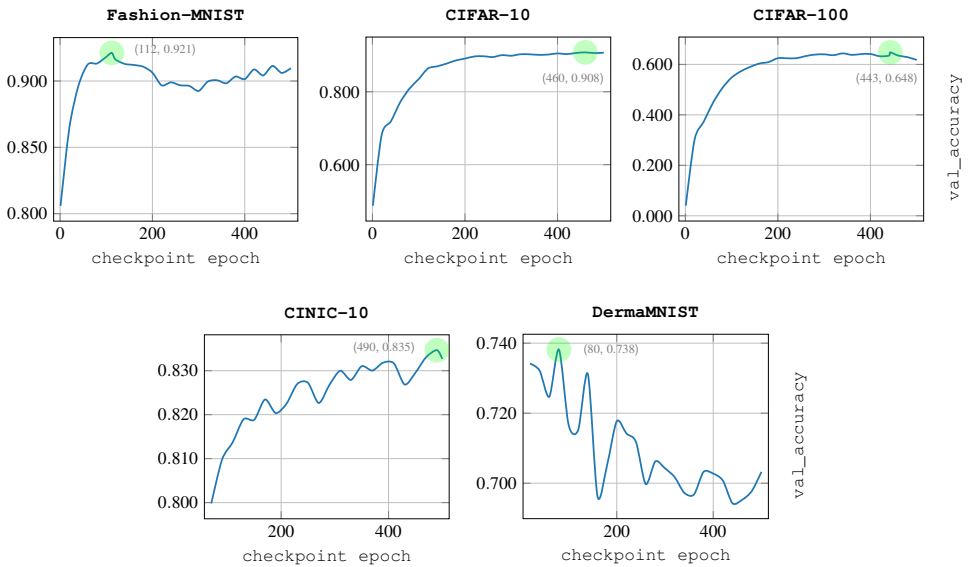 Fashion-MNIST
CIFAR-10
CIFAR-100
(112, 0.921)
(460, 0.908)
(443, 0.648)
0.900
0.850
0.800
0.800
0.600
0.600
0.400
0.200
0.000
val_accuracy
0
200
400
0
200
400
0
200
400
checkpoint epoch
checkpoint epoch
checkpoint epoch
CINIC-10
DermaMNIST
(490, 0.835)
(80, 0.738)
0.830
0.820
0.810
0.800
0.740
0.720
0.700
val_accuracy
200
400
200
400
checkpoint epoch
checkpoint epoch